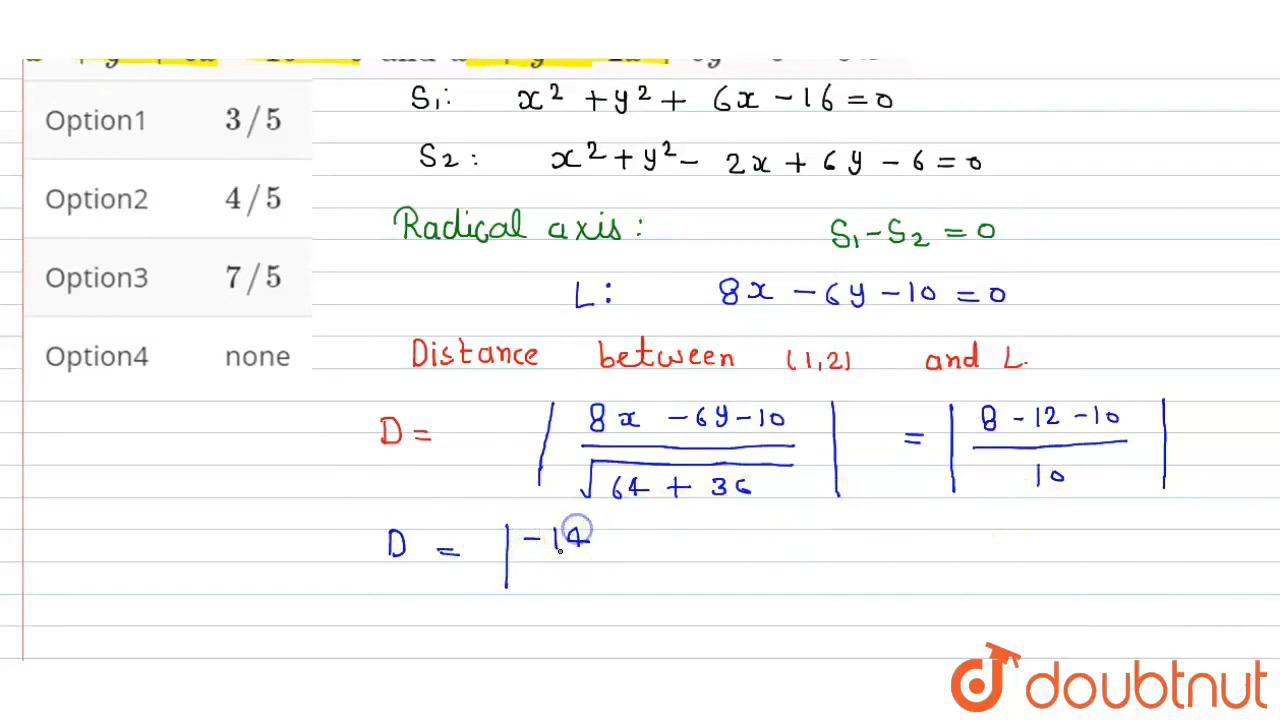 S₁: x² + y² + 6x - 16 = 0
Option1 3/5
S2: x² + y² - 2x + 6y - 6 = 0
Option2 4/5
Radical axis: S₁ - S₂ = 0
Option3 7/5
L: 8x - 6y - 10 = 0
Option4 none
Distance between (1,2) and L.
D = | 8x - 6y - 10 / √64 + 36 | = | 8 - 12 - 10 / 10 |
D = | -14
doubtnut